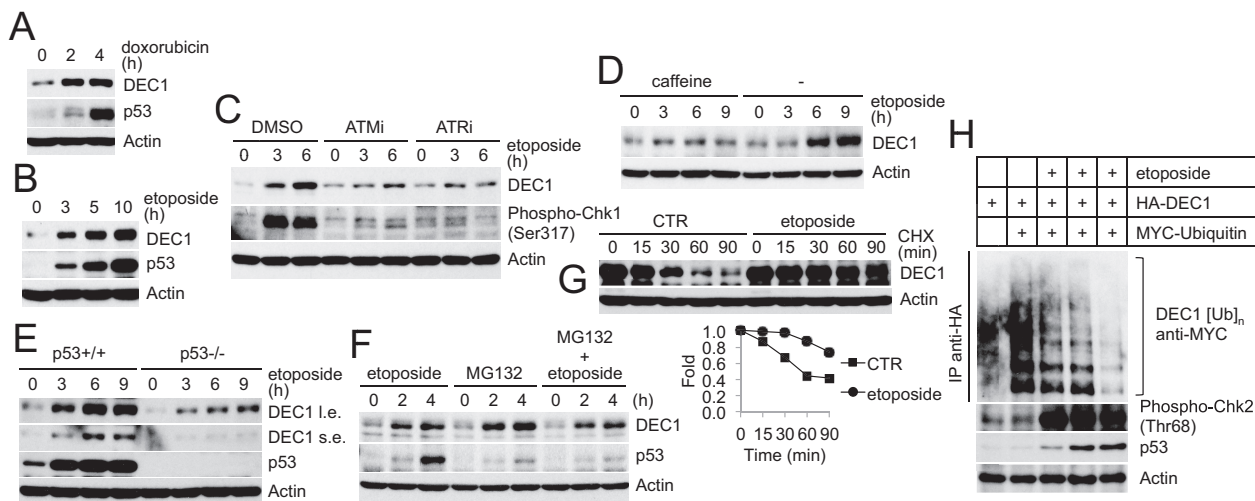 A
doxorubicin
0 2 4 (h)
DEC1
p53
Actin
B
etoposide
0 3 5 10 (h)
DEC1
p53
Actin
C
DMSO ATMi ATRi
etoposide
0 3 6 0 3 6 0 3 6 (h)
DEC1
Phospho-Chk1
(Ser317)
Actin
D
caffeine -
etoposide
0 3 6 9 0 3 6 9 (h)
DEC1
Actin
E
p53+/+ p53-/-
etoposide
0 3 6 9 0 3 6 9 (h)
DEC1 l.e.
DEC1 s.e.
p53
Actin
F
MG132
+
etoposide MG132 etoposide
0 2 4 0 2 4 0 2 4 (h)
DEC1
p53
Actin
G
CTR etoposide
CHX
0 15 30 60 90 0 15 30 60 90 (min)
DEC1
Actin
Fold
1.0
0.8
0.6
0.4
0.2
0.0
0 15 30 60 90
Time (min)
CTR
etoposide
H
+ + + etoposide
+ + + + + HA-DEC1
+ + + + MYC-Ubiquitin
IP anti-HA
DEC1 [Ub]n
anti-MYC
Phospho-Chk2
(Thr68)
p53
Actin